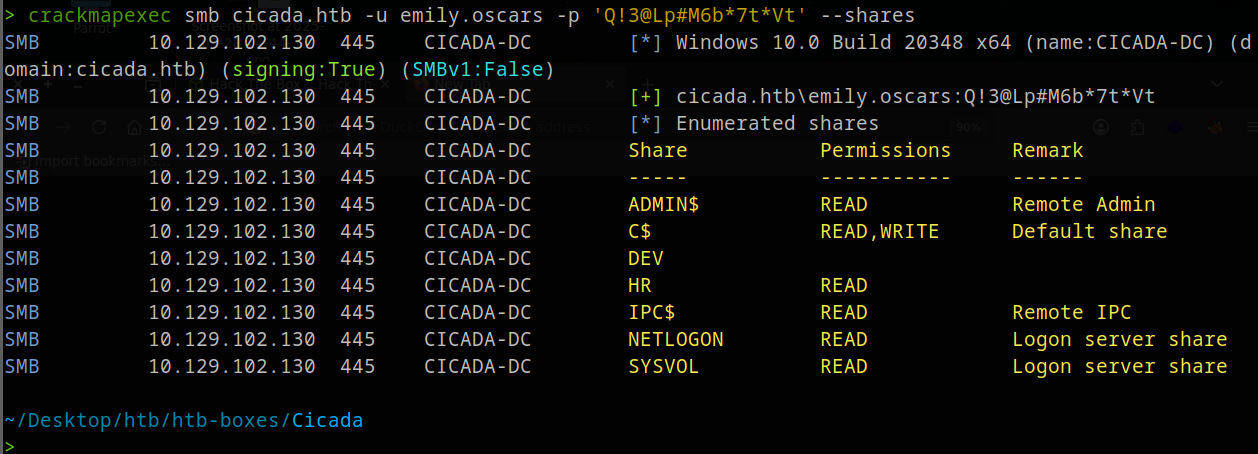 > crackmapexec smb cicada.htb -u emily.oscars -p 'Q!3@Lp#M6b*7t*Vt' --shares
SMB 10.129.102.130 445 CICADA-DC [*] Windows 10.0 Build 20348 x64 (name:CICADA-DC) (d
omain:cicada.htb) (signing:True) (SMBv1:False)
SMB 10.129.102.130 445 CICADA-DC [+] cicada.htb\emily.oscars:Q!3@Lp#M6b*7t*Vt
SMB 10.129.102.130 445 CICADA-DC [*] Enumerated shares
SMB 10.129.102.130 445 CICADA-DC Share Permissions Remark
SMB 10.129.102.130 445 CICADA-DC ----- ----------- ------
SMB 10.129.102.130 445 CICADA-DC ADMIN$ READ Remote Admin
SMB 10.129.102.130 445 CICADA-DC C$ READ,WRITE Default share
SMB 10.129.102.130 445 CICADA-DC DEV
SMB 10.129.102.130 445 CICADA-DC HR READ
SMB 10.129.102.130 445 CICADA-DC IPC$ READ Remote IPC
SMB 10.129.102.130 445 CICADA-DC NETLOGON READ Logon server share
SMB 10.129.102.130 445 CICADA-DC SYSVOL READ Logon server share
~/Desktop/htb/htb-boxes/Cicada
>
Parrot
90%
Import bookmarks...